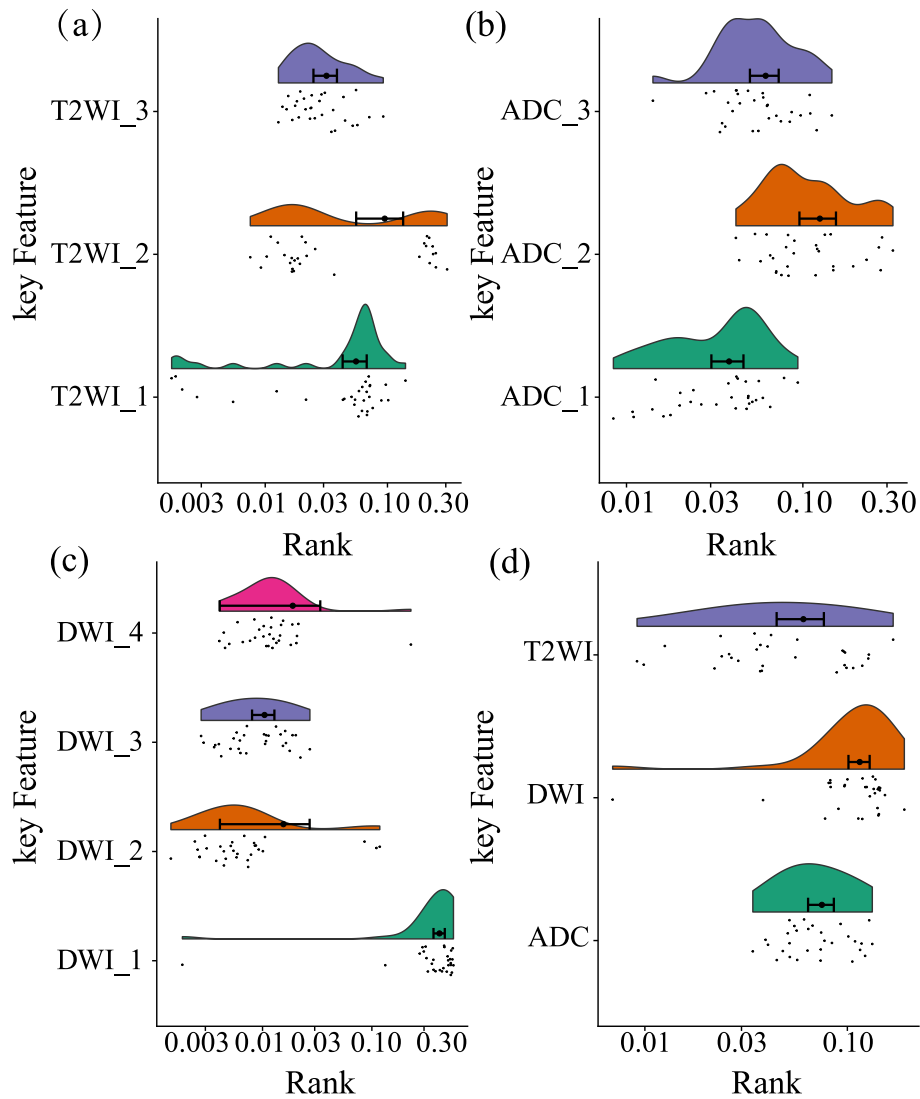 (a)
key Feature
T2WI_3
T2WI_2
T2WI_1
0.003 0.01 0.03 0.10 0.30
Rank
(b)
key Feature
ADC_3
ADC_2
ADC_1
0.01 0.03 0.10 0.30
Rank
(c)
key Feature
DWI_4
DWI_3
DWI_2
DWI_1
0.003 0.01 0.03 0.10 0.30
Rank
(d)
key Feature
T2WI
DWI
ADC
0.01 0.03 0.10
Rank